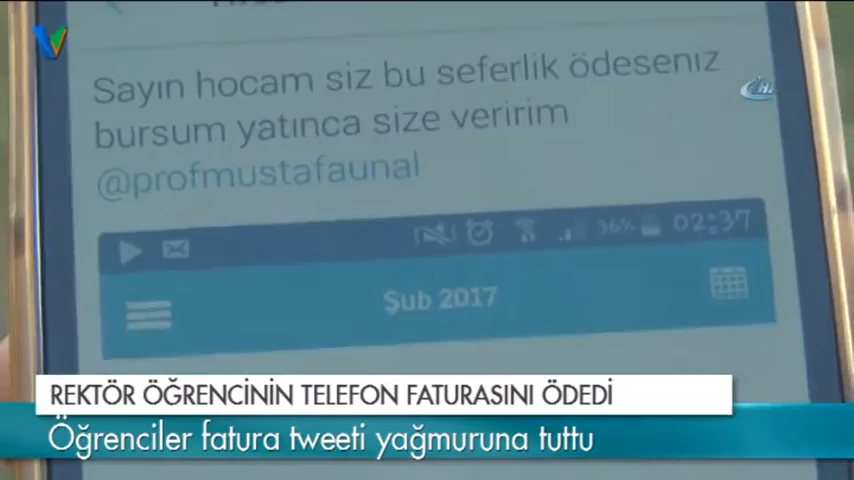 Sayın hocam siz bu seferlik ödeseniz
bursum yatınca size veririm
@profmustafaunal
36% 02:37
Şub 2017
REKTÖR ÖĞRENCİNİN TELEFON FATURASINI ÖDEDİ
Öğrenciler fatura tweeti yağmuruna tuttu